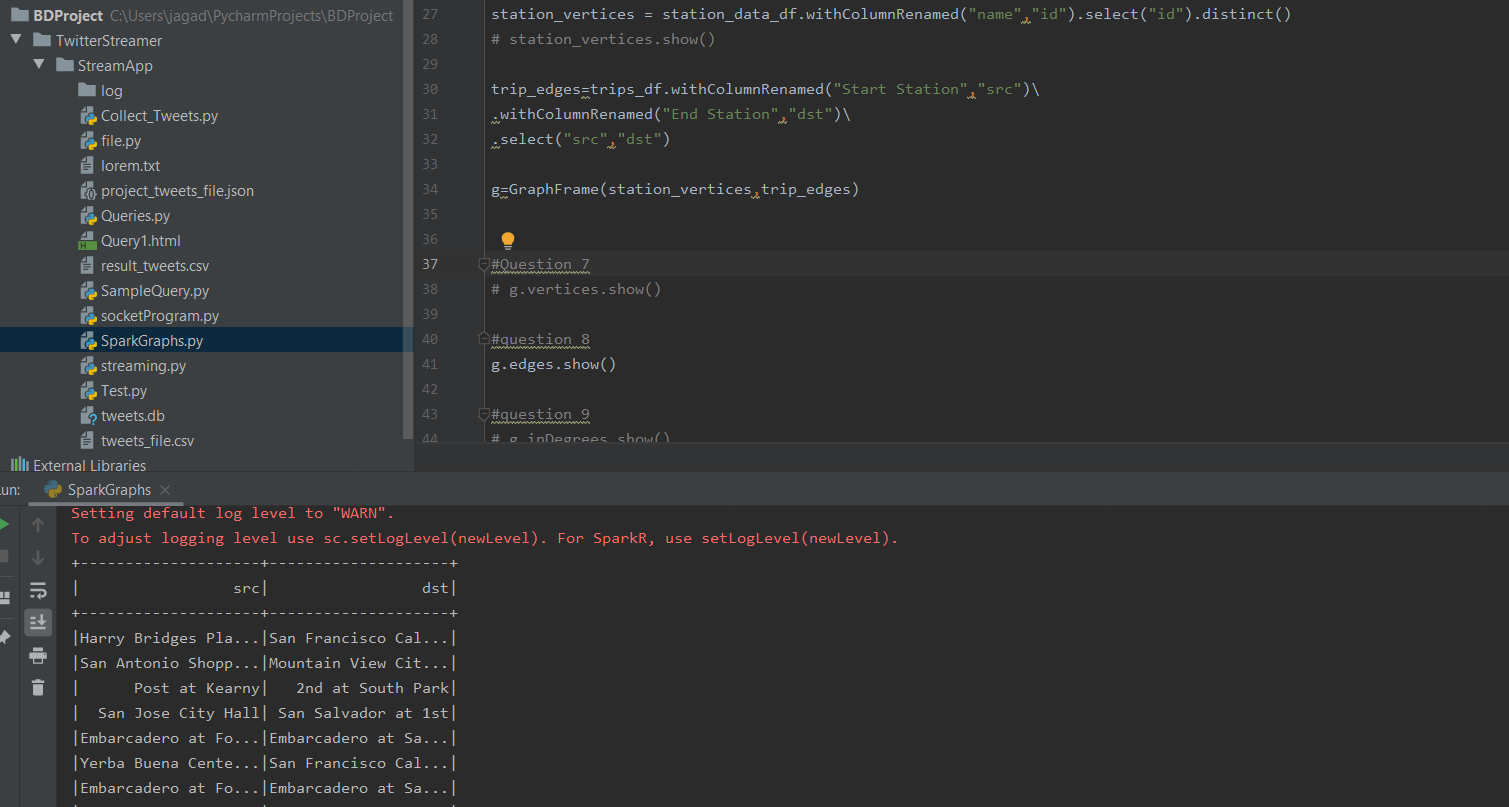 BDProject C:\Users\jagad\PycharmProjects\BDProject
TwitterStreamer
StreamApp
log
Collect_Tweets.py
file.py
lorem.txt
project_tweets_file.json
Queries.py
Query1.html
result_tweets.csv
SampleQuery.py
socketProgram.py
SparkGraphs.py
streaming.py
Test.py
tweets.db
tweets_file.csv
External Libraries
27 station_vertices = station_data_df.withColumnRenamed("name","id").select("id").distinct()
28 # station_vertices.show()
29
30 trip_edges=trips_df.withColumnRenamed("Start Station","src")\
31 .withColumnRenamed("End Station","dst")\
32 .select("src","dst")
33
34 g=GraphFrame(station_vertices,trip_edges)
35
36
37 #Question 7
38 # g.vertices.show()
39
40 #question 8
41 g.edges.show()
42
43 #question 9
44 # g.inDegrees.show()
un: SparkGraphs
Setting default log level to "WARN".
To adjust logging level use sc.setLogLevel(newLevel). For SparkR, use setLogLevel(newLevel).
+--------------------+--------------------+
|                 src|                 dst|
+--------------------+--------------------+
|Harry Bridges Pla...|San Francisco Cal...|
|San Antonio Shopp...|Mountain View Cit...|
|      Post at Kearny|   2nd at South Park|
|  San Jose City Hall| San Salvador at 1st|
|Embarcadero at Fo...|Embarcadero at Sa...|
|Yerba Buena Cente...|San Francisco Cal...|
|Embarcadero at Fo...|Embarcadero at Sa...|